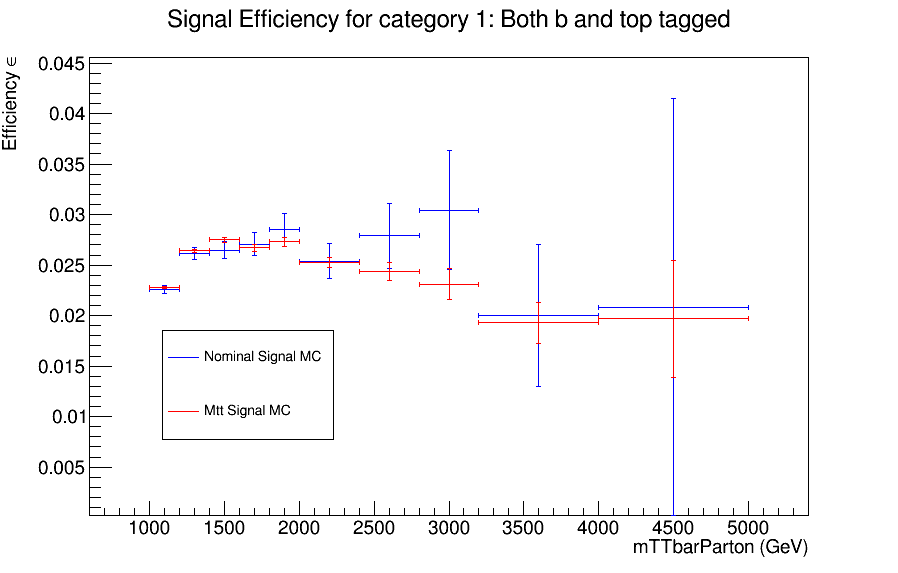 Signal Efficiency for category 1: Both b and top tagged
Efficiency ∈
0.045
0.04
0.035
0.03
0.025
0.02
0.015
0.01
0.005
Nominal Signal MC
Mtt Signal MC
1000 1500 2000 2500 3000 3500 4000 4500 5000
mTTbarParton (GeV)